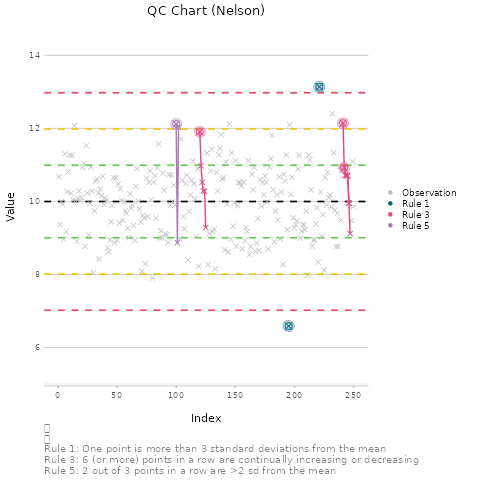 QC Chart (Nelson)
14
12
10
8
6
0
50
100
150
200
250
Index
Observation
Rule 1
Rule 3
Rule 5
Rule 1: One point is more than 3 standard deviations from the mean
Rule 3: 6 (or more) points in a row are continually increasing or decreasing
Rule 5: 2 out of 3 points in a row are >2 sd from the mean